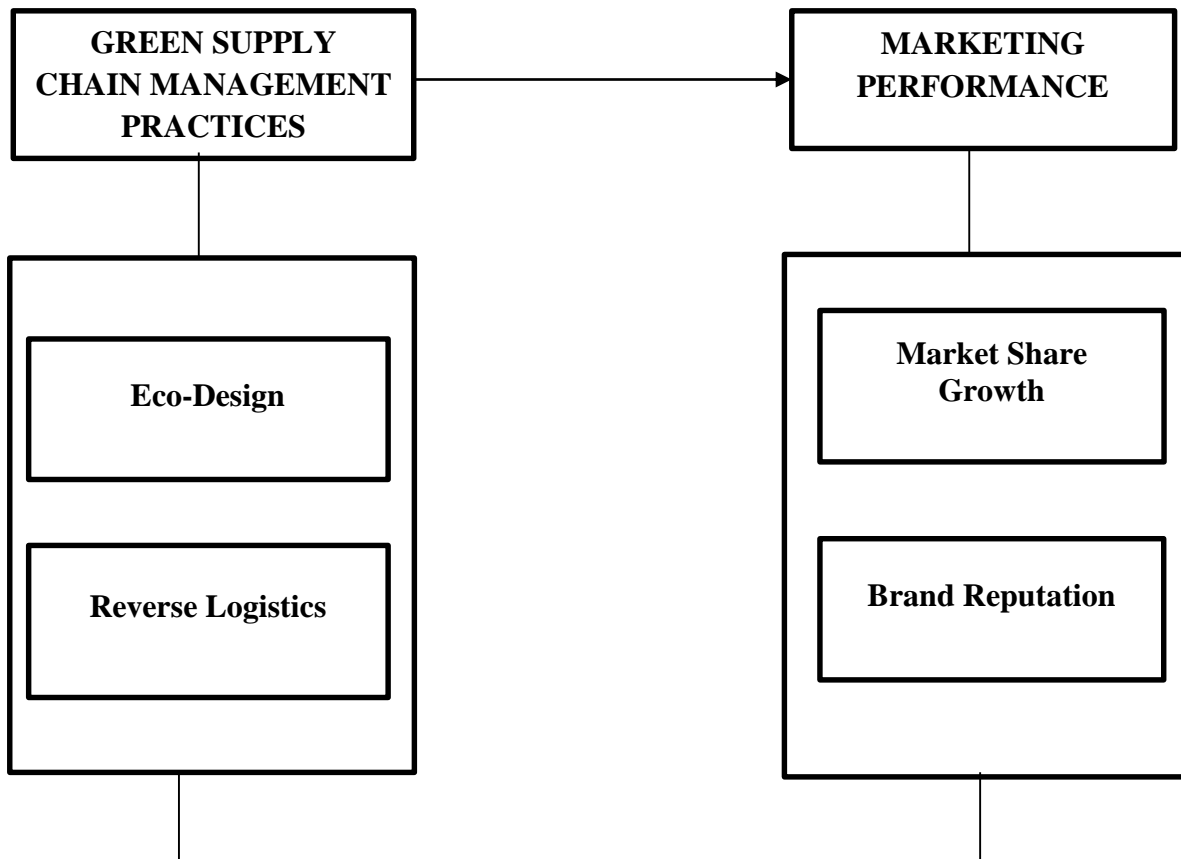 GREEN SUPPLY
CHAIN MANAGEMENT
PRACTICES
MARKETING
PERFORMANCE
Eco-Design
Reverse Logistics
Market Share
Growth
Brand Reputation